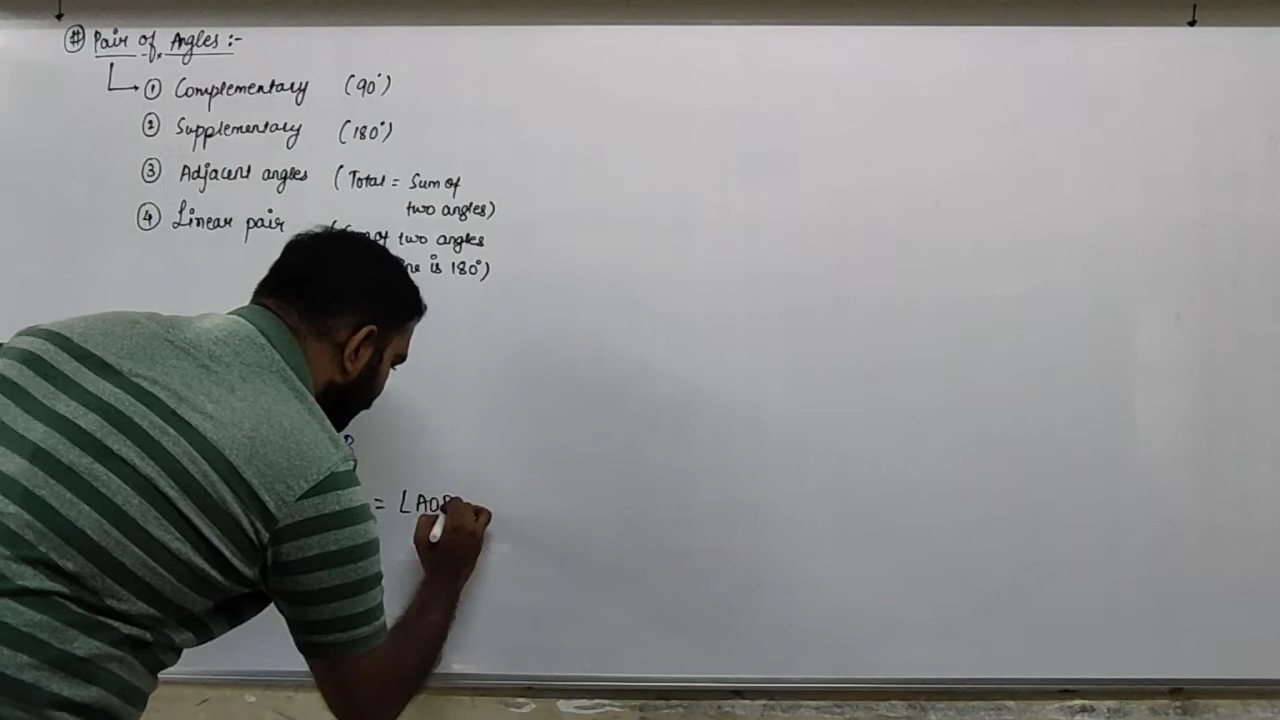 # Pair of Angles :-
① Complementary (90°)
② Supplementary (180°)
③ Adjacent angles (Total = Sum of
two angles)
④ Linear pair
of two angles
is 180°)
= ∠AO